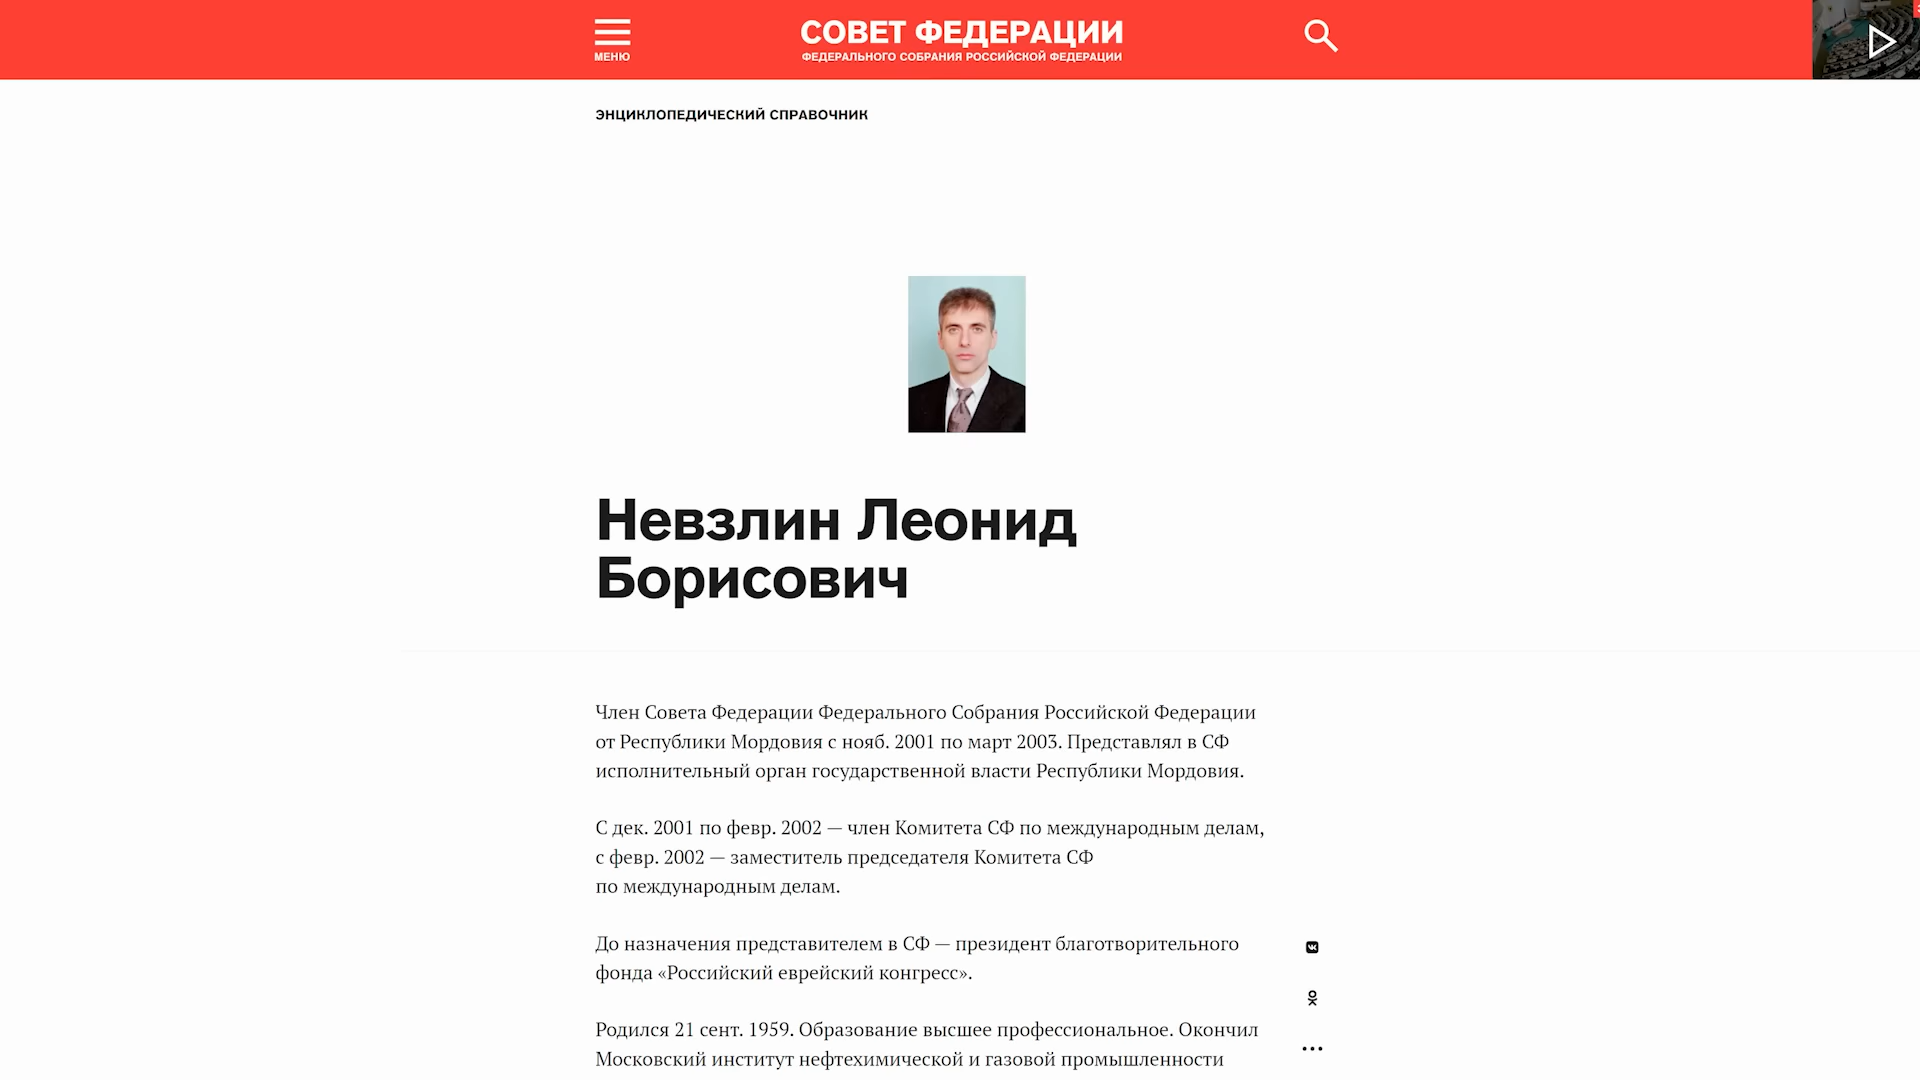 МЕНЮ
СОВЕТ ФЕДЕРАЦИИ
ФЕДЕРАЛЬНОГО СОБРАНИЯ РОССИЙСКОЙ ФЕДЕРАЦИИ
ЭНЦИКЛОПЕДИЧЕСКИЙ СПРАВОЧНИК
Невзлин Леонид
Борисович
Член Совета Федерации Федерального Собрания Российской Федерации
от Республики Мордовия с нояб. 2001 по март 2003. Представлял в СФ
исполнительный орган государственной власти Республики Мордовия.
С дек. 2001 по февр. 2002 — член Комитета СФ по международным делам,
с февр. 2002 — заместитель председателя Комитета СФ
по международным делам.
До назначения представителем в СФ — президент благотворительного
фонда «Российский еврейский конгресс».
Родился 21 сент. 1959. Образование высшее профессиональное. Окончил
Московский институт нефтехимической и газовой промышленности